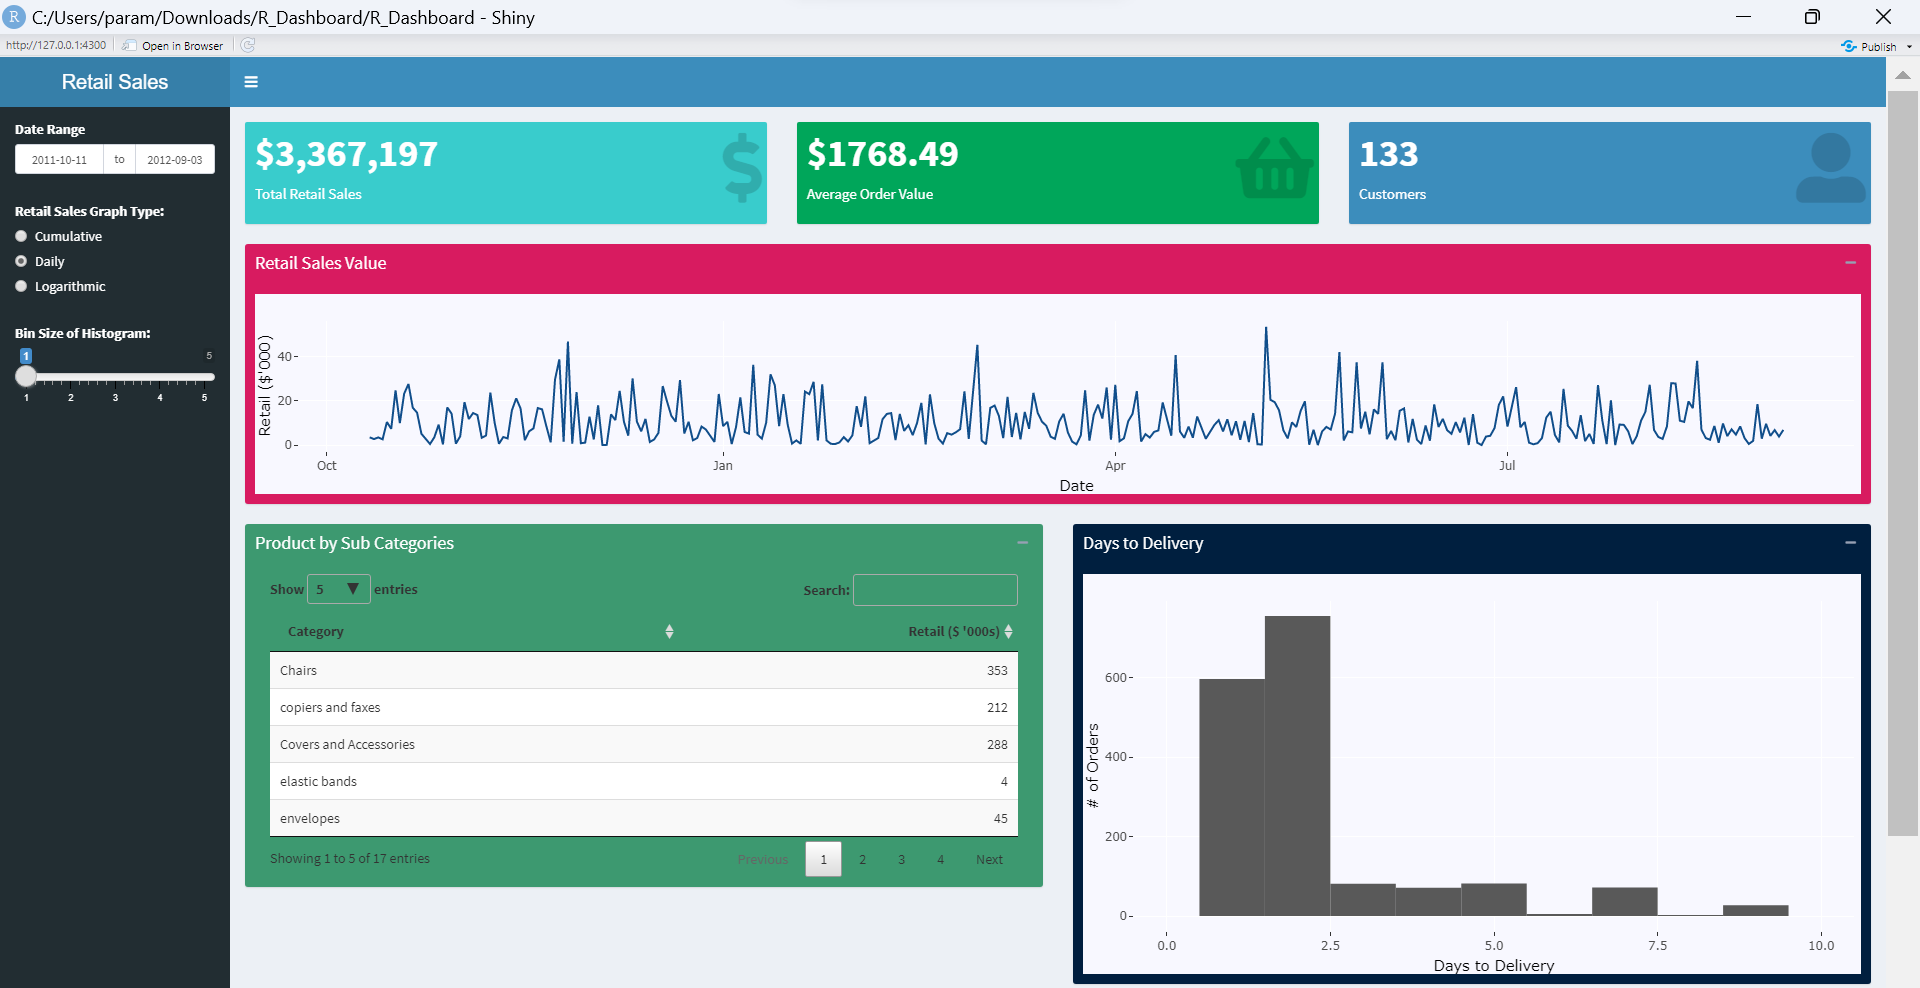 R C:/Users/param/Downloads/R_Dashboard/R_Dashboard - Shiny
http://127.0.0.1:4300 Open in Browser Publish
Retail Sales
Date Range
2011-10-11 to 2012-09-03
Retail Sales Graph Type:
Cumulative
Daily
Logarithmic
Bin Size of Histogram:
1 5
1 2 3 4 5
$3,367,197
Total Retail Sales
$
$1768.49
Average Order Value
133
Customers
Retail Sales Value
Retail ($'000)
40
20
0
Oct Jan Apr Jul
Date
Product by Sub Categories
Show 5 entries Search:
Category Retail ($ '000s)
Chairs 353
copiers and faxes 212
Covers and Accessories 288
elastic bands 4
envelopes 45
Showing 1 to 5 of 17 entries Previous 1 2 3 4 Next
Days to Delivery
# of Orders
600
400
200
0
0.0 2.5 5.0 7.5 10.0
Days to Delivery